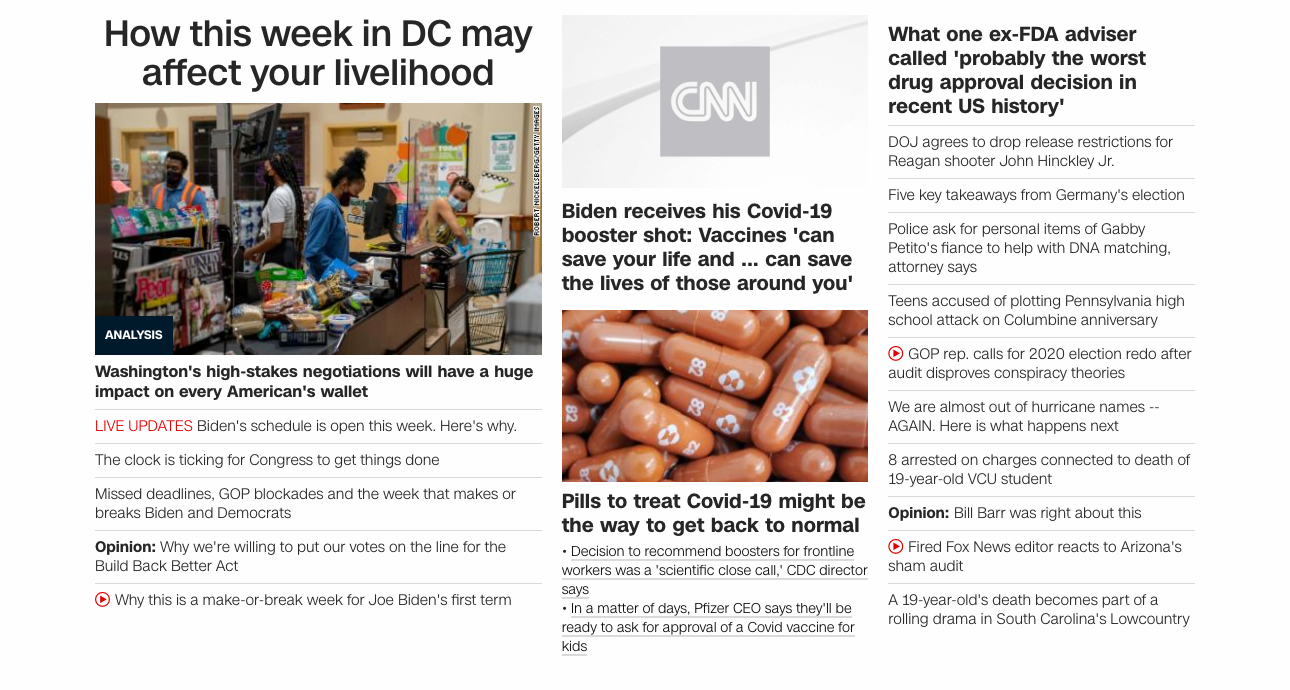 How this week in DC may
affect your livelihood
ROBERT NICKELSBERG/GETTY IMAGES
ANALYSIS
Washington's high-stakes negotiations will have a huge
impact on every American's wallet
LIVE UPDATES Biden's schedule is open this week. Here's why.
The clock is ticking for Congress to get things done
Missed deadlines, GOP blockades and the week that makes or
breaks Biden and Democrats
Opinion: Why we're willing to put our votes on the line for the
Build Back Better Act
Why this is a make-or-break week for Joe Biden's first term
CNN
Biden receives his Covid-19
booster shot: Vaccines 'can
save your life and ... can save
the lives of those around you'
82
82
82
82
Pills to treat Covid-19 might be
the way to get back to normal
• Decision to recommend boosters for frontline
workers was a 'scientific close call,' CDC director
says
• In a matter of days, Pfizer CEO says they'll be
ready to ask for approval of a Covid vaccine for
kids
What one ex-FDA adviser
called 'probably the worst
drug approval decision in
recent US history'
DOJ agrees to drop release restrictions for
Reagan shooter John Hinckley Jr.
Five key takeaways from Germany's election
Police ask for personal items of Gabby
Petito's fiance to help with DNA matching,
attorney says
Teens accused of plotting Pennsylvania high
school attack on Columbine anniversary
GOP rep. calls for 2020 election redo after
audit disproves conspiracy theories
We are almost out of hurricane names --
AGAIN. Here is what happens next
8 arrested on charges connected to death of
19-year-old VCU student
Opinion: Bill Barr was right about this
Fired Fox News editor reacts to Arizona's
sham audit
A 19-year-old's death becomes part of a
rolling drama in South Carolina's Lowcountry